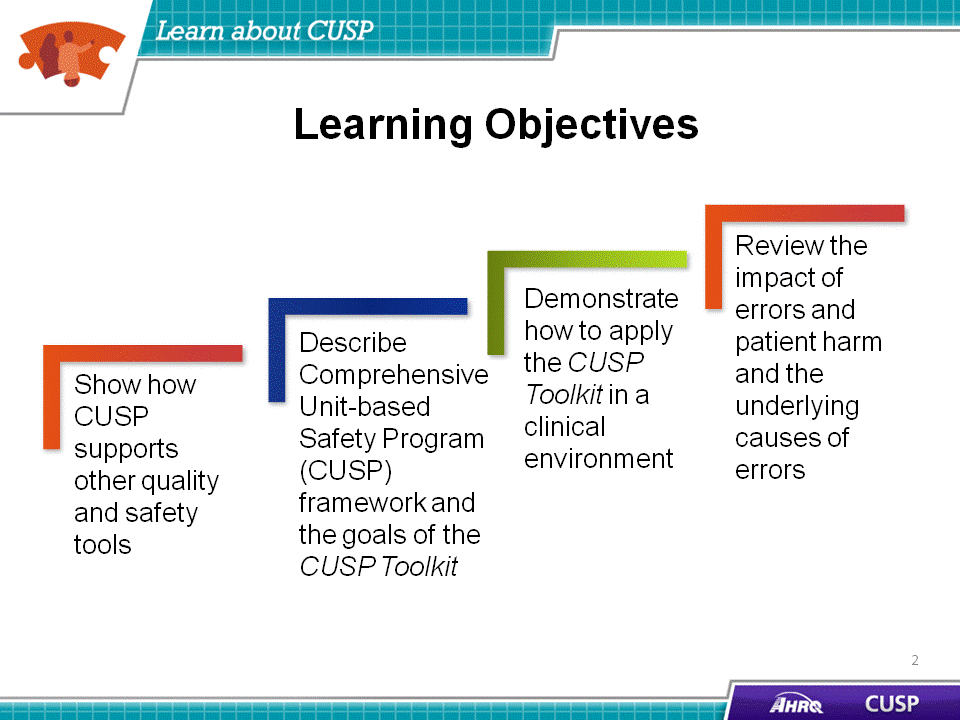 Learn about CUSP
Learning Objectives
Show how
CUSP
supports
other quality
and safety
tools
Describe
Comprehensive
Unit-based
Safety Program
(CUSP)
framework and
the goals of the
CUSP Toolkit
Demonstrate
how to apply
the CUSP
Toolkit in a
clinical
environment
Review the
impact of
errors and
patient harm
and the
underlying
causes of
errors
2
AHRQ
CUSP